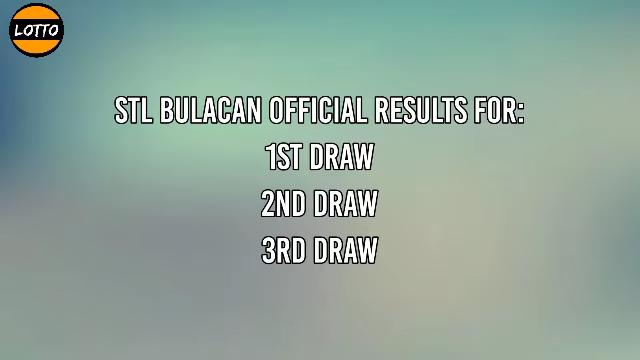 LOTTO
STL BULACAN OFFICIAL RESULTS FOR:
1ST DRAW
2ND DRAW
3RD DRAW